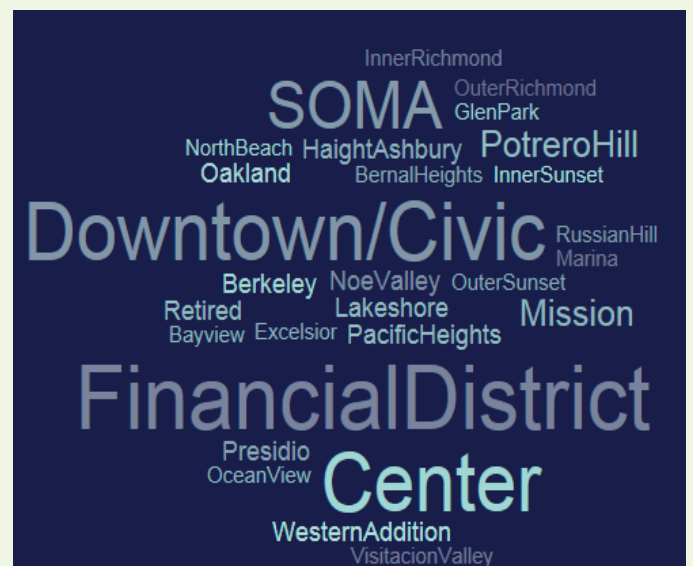 InnerRichmond
SOMA OuterRichmond
GlenPark
NorthBeach HaightAshbury PotreroHill
Oakland BernalHeights InnerSunset
Downtown/Civic RussianHill
Marina
Berkeley NoeValley OuterSunset
Retired Lakeshore Mission
Bayview Excelsior PacificHeights
FinancialDistrict
Presidio
OceanView Center
WesternAddition
VisitacionValley